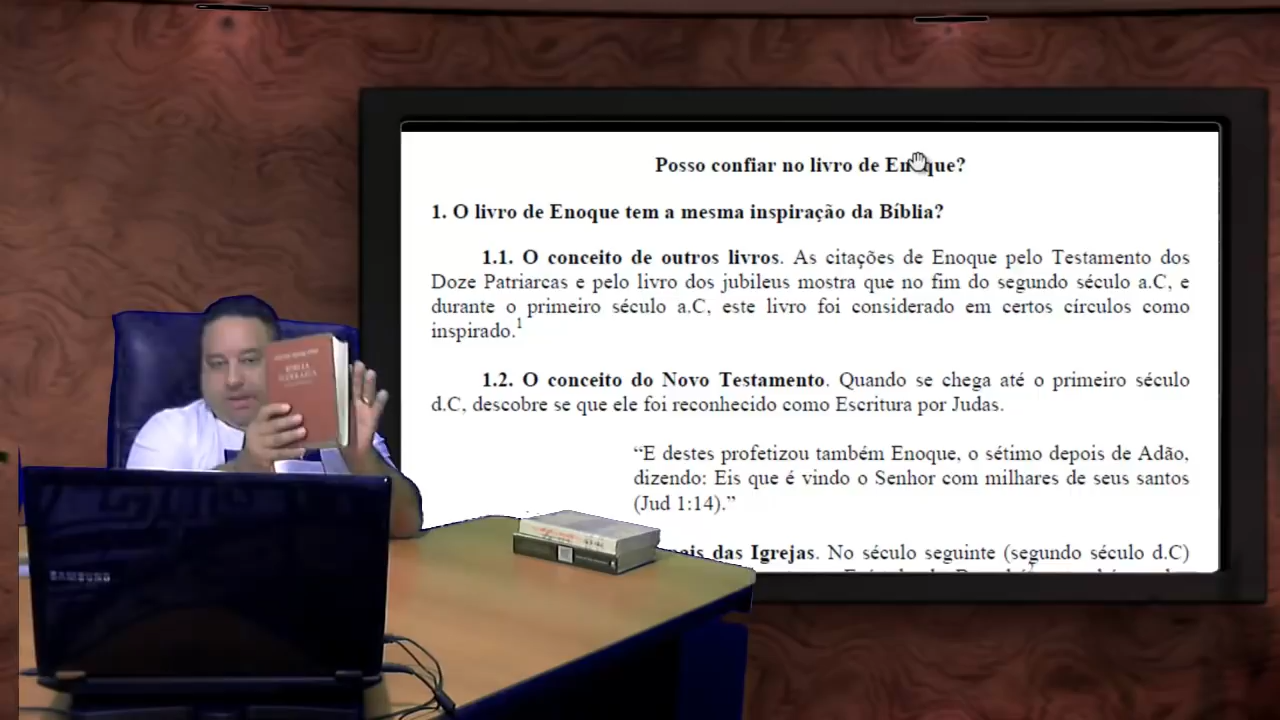 Posso confiar no livro de Enoque?
1. O livro de Enoque tem a mesma inspiração da Bíblia?
1.1. O conceito de outros livros. As citações de Enoque pelo Testamento dos
Doze Patriarcas e pelo livro dos jubileus mostra que no fim do segundo século a.C, e
durante o primeiro século a.C, este livro foi considerado em certos círculos como
inspirado.1
1.2. O conceito do Novo Testamento. Quando se chega até o primeiro século
d.C, descobre se que ele foi reconhecido como Escritura por Judas.
“E destes profetizou também Enoque, o sétimo depois de Adão,
dizendo: Eis que é vindo o Senhor com milhares de seus santos
(Jud 1:14).”
das Igrejas. No século seguinte (segundo século d.C)
BÍBLIA
SAMSUNG